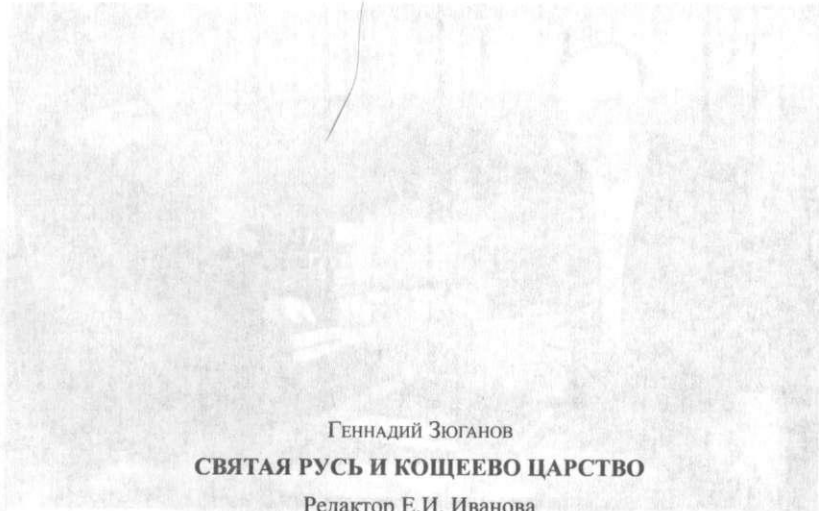 Геннадий Зюганов
СВЯТАЯ РУСЬ И КОЩЕЕВО ЦАРСТВО
Редактор Е.И. Иванова